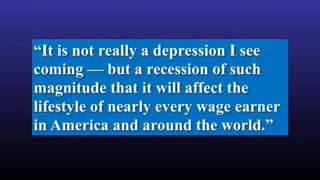 “It is not really a depression I see
coming — but a recession of such
magnitude that it will affect the
lifestyle of nearly every wage earner
in America and around the world.”